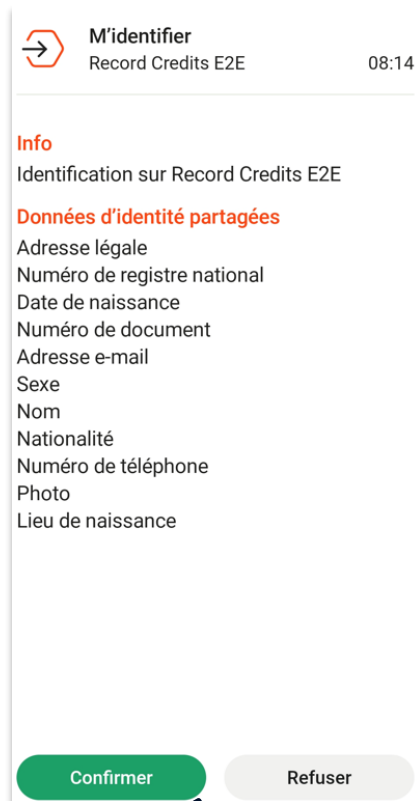 M’identifier
Record Credits E2E 08:14
Info
Identification sur Record Credits E2E
Données d’identité partagées
Adresse légale
Numéro de registre national
Date de naissance
Numéro de document
Adresse e-mail
Sexe
Nom
Nationalité
Numéro de téléphone
Photo
Lieu de naissance
Confirmer Refuser